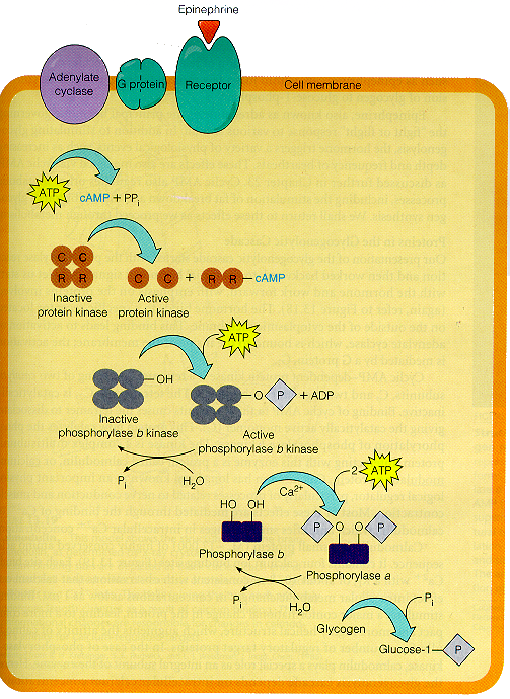 Epinephrine
Adenylate
cyclase
G protein
Receptor
Cell membrane
ATP
cAMP + PPi
C C
R R
C C + R R cAMP
Inactive
protein kinase
Active
protein kinase
ATP
OH
O P + ADP
Inactive
phosphorylase b kinase
Active
phosphorylase b kinase
Pi
H2O
2 ATP
Ca2+
HO OH
P O O P
Phosphorylase b
Phosphorylase a
Pi
H2O
Pi
Glycogen
Glucose-1 P